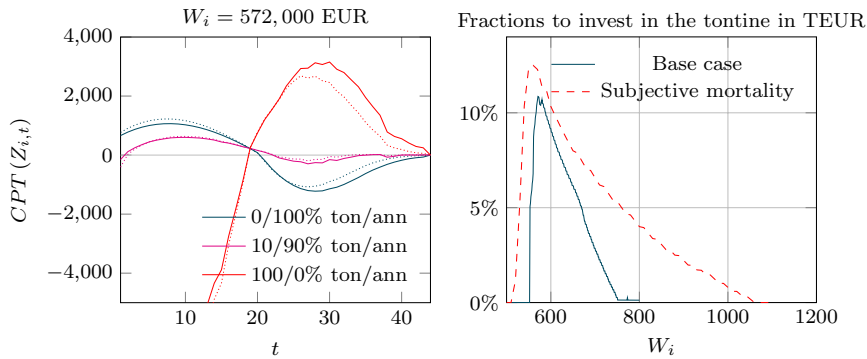 W_i = 572,000 EUR
4,000
2,000
0
−2,000
−4,000
CPT (Z_{i,t})
0/100% ton/ann
10/90% ton/ann
100/0% ton/ann
10 20 30 40
t
Fractions to invest in the tontine in TEUR
Base case
Subjective mortality
10%
5%
0%
600 800 1000 1200
W_i